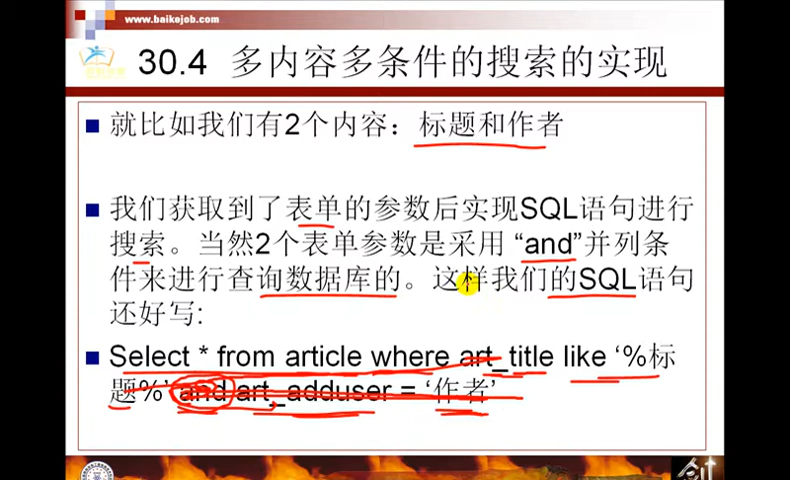 www.baikejob.com
30.4 多内容多条件的搜索的实现
就比如我们有2个内容：标题和作者
我们获取到了表单的参数后实现SQL语句进行
搜索。当然2个表单参数是采用 “and”并列条
件来进行查询数据库的。这样我们的SQL语句
还好写:
Select * from article where art_title like ‘%标
题%’ and art_adduser = ‘作者’